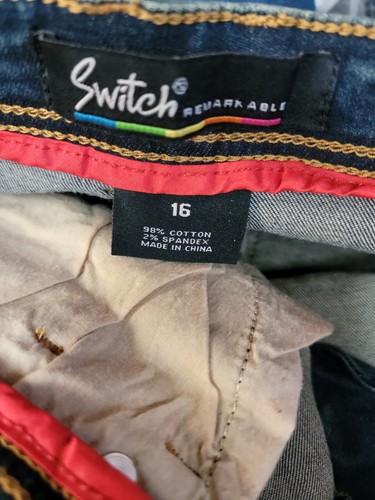 Switch® REMARKABLE
16
98% COTTON
2% SPANDEX
MADE IN CHINA